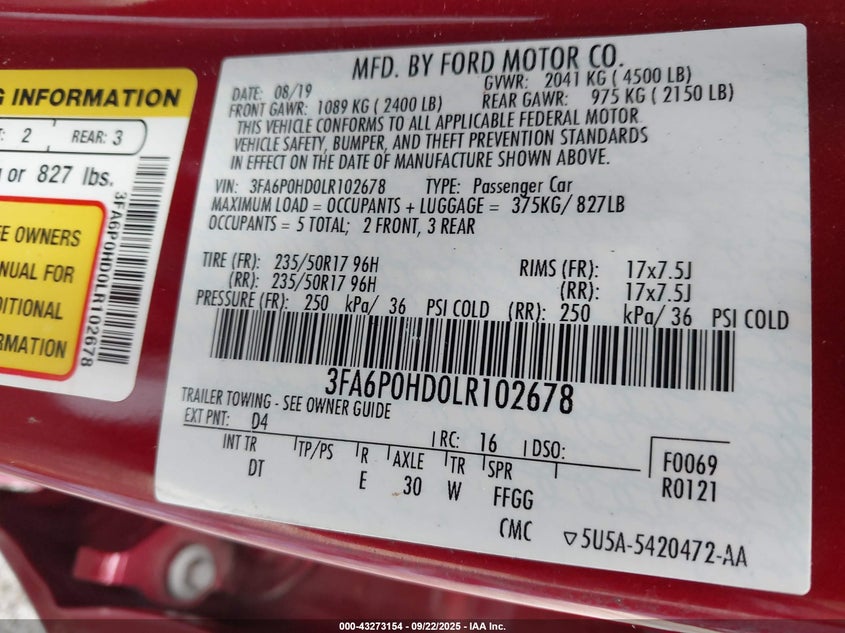 G INFORMATION
: 2 REAR: 3
or 827 lbs.
E OWNERS
NUAL FOR
DITIONAL
RMATION
3FA6P0HD0LR102678
MFD. BY FORD MOTOR CO.
DATE: 08/19 GVWR: 2041 KG ( 4500 LB)
FRONT GAWR: 1089 KG ( 2400 LB) REAR GAWR: 975 KG ( 2150 LB)
THIS VEHICLE CONFORMS TO ALL APPLICABLE FEDERAL MOTOR
VEHICLE SAFETY, BUMPER, AND THEFT PREVENTION STANDARDS
IN EFFECT ON THE DATE OF MANUFACTURE SHOWN ABOVE.
VIN: 3FA6P0HD0LR102678 TYPE: Passenger Car
MAXIMUM LOAD = OCCUPANTS + LUGGAGE = 375KG/ 827LB
OCCUPANTS = 5 TOTAL; 2 FRONT, 3 REAR
TIRE (FR): 235/50R17 96H RIMS (FR): 17x7.5J
(RR): 235/50R17 96H (RR): 17x7.5J
PRESSURE (FR): 250 kPa/ 36 PSI COLD (RR): 250 kPa/ 36 PSI COLD
3FA6P0HD0LR102678
TRAILER TOWING - SEE OWNER GUIDE
EXT PNT: D4 RC: 16 DSO: F0069
INT TR TP/PS R AXLE TR SPR R0121
DT E 30 W FFGG
CMC ▽5U5A-5420472-AA
000-43273154 - 09/22/2025 - IAA Inc.